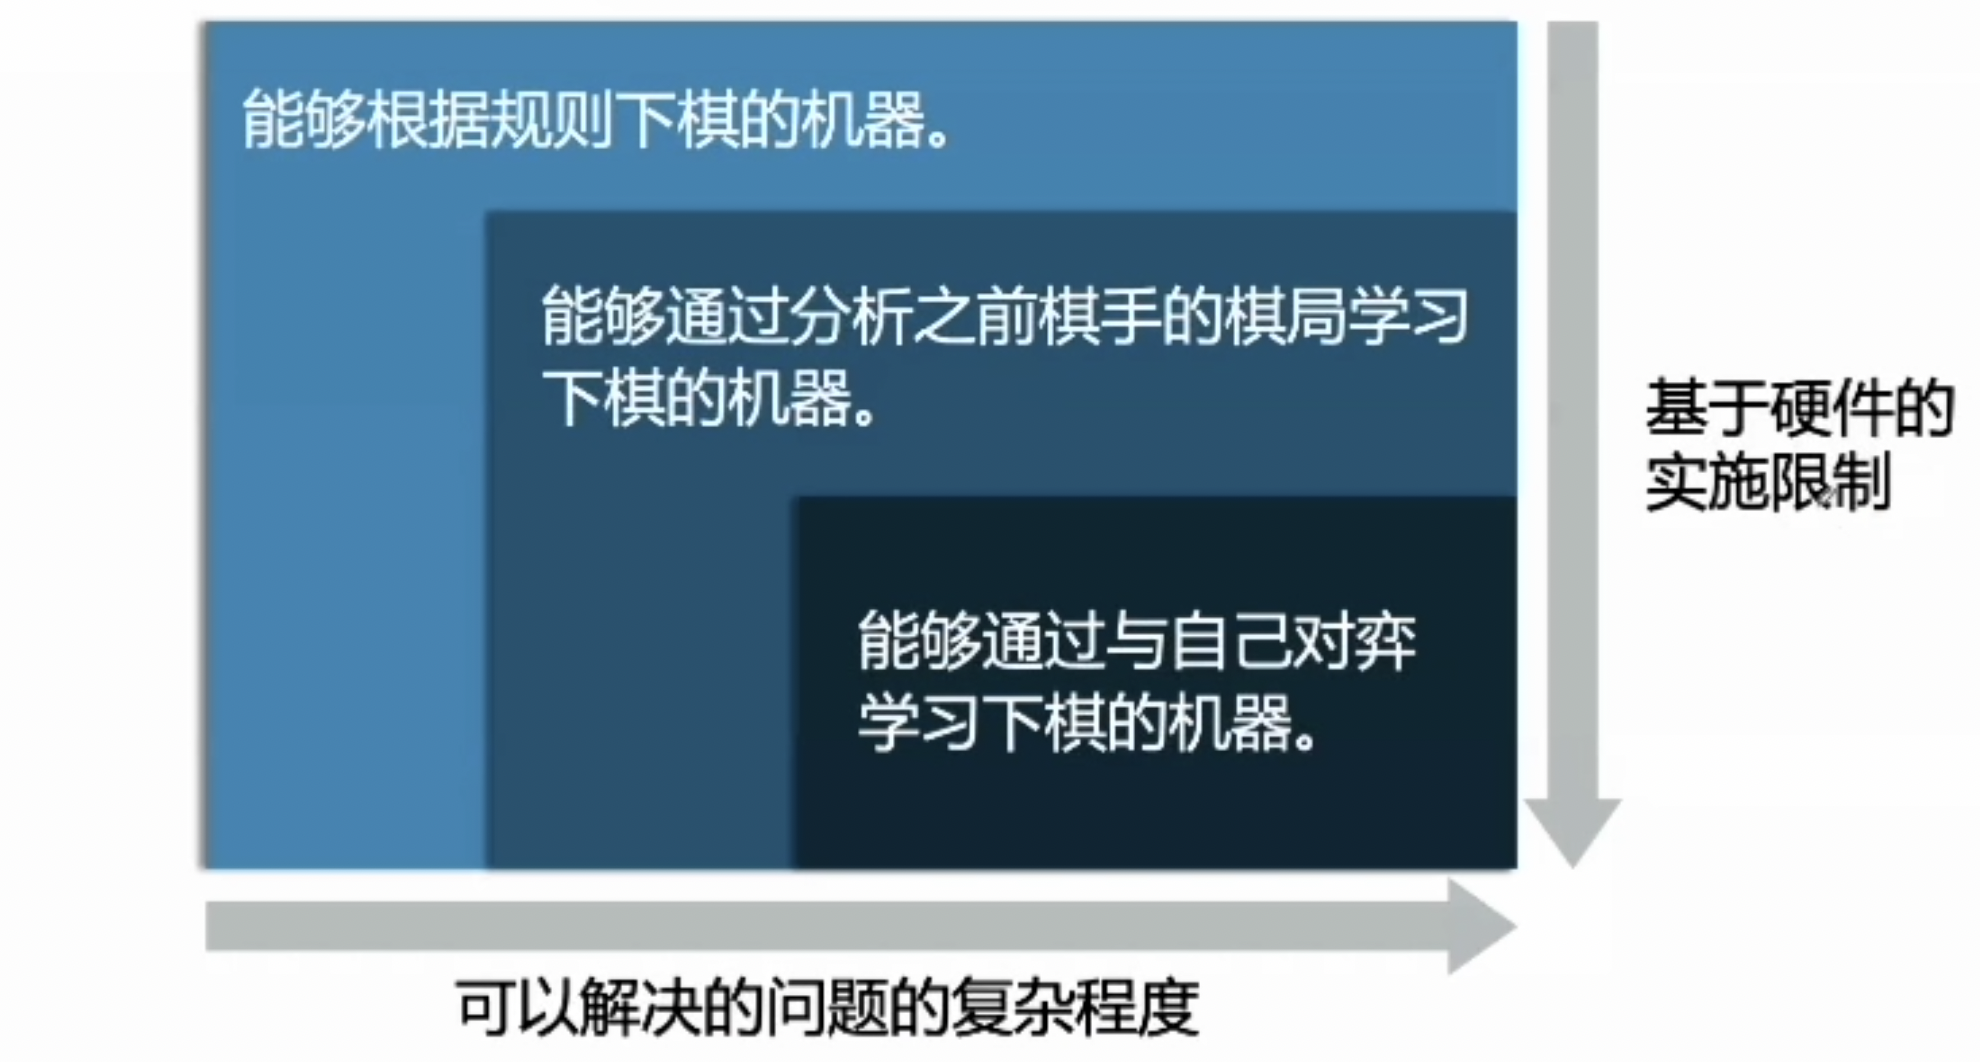 能够根据规则下棋的机器。
能够通过分析之前棋手的棋局学习
下棋的机器。
能够通过与自己对弈
学习下棋的机器。
基于硬件的
实施限制
可以解决的问题的复杂程度